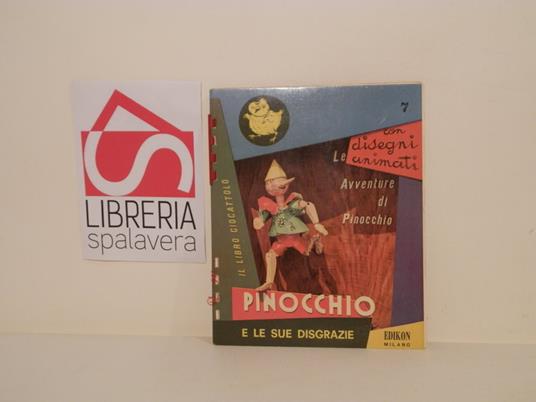 LIBRERIA
spalavera
7
con
disegni
animati
Le
Avventure
di
Pinocchio
IL LIBRO GIOCATTOLO
PINOCCHIO
E LE SUE DISGRAZIE
EDIKON
MILANO